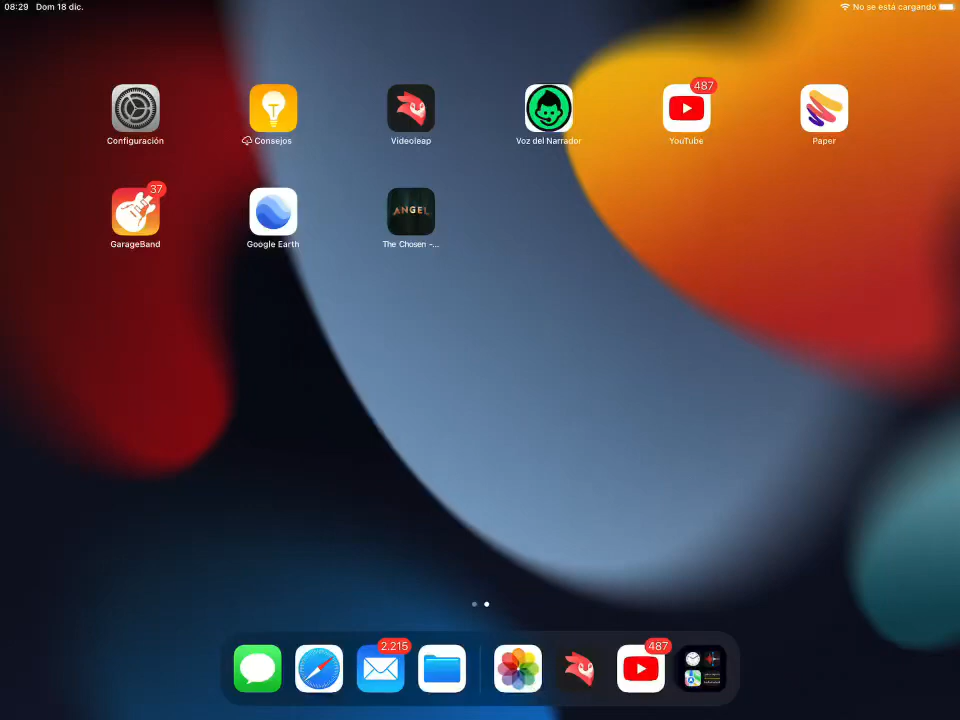 08:29 Dom 18 dic.
No se está cargando
487
Configuración
Consejos
Videoleap
Voz del Narrador
YouTube
Paper
37
ANGEL
GarageBand
Google Earth
The Chosen -...
2,215
487